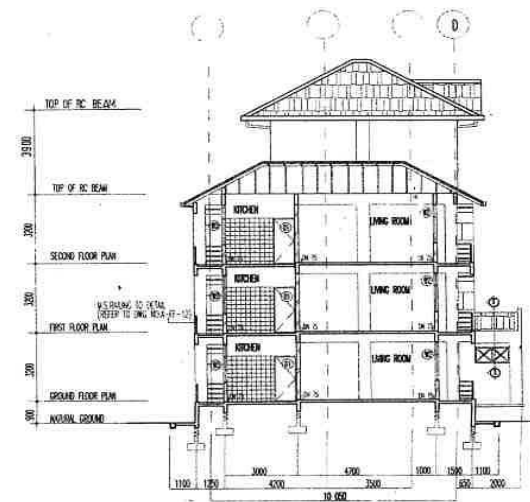 D
TOP OF RC BEAM
3900
TOP OF RC BEAM
KITCHEN
LIVING ROOM
3200
SECOND FLOOR PLAN
KITCHEN
LIVING ROOM
3200
M.S RAILING TO DETAIL
FIRST FLOOR PLAN
KITCHEN
LIVING ROOM
3200
GROUND FLOOR PLAN
900
NATURAL GROUND
3000 4700 1000 1500 1100
1100 1250 4200 3500 650 2000
10 050